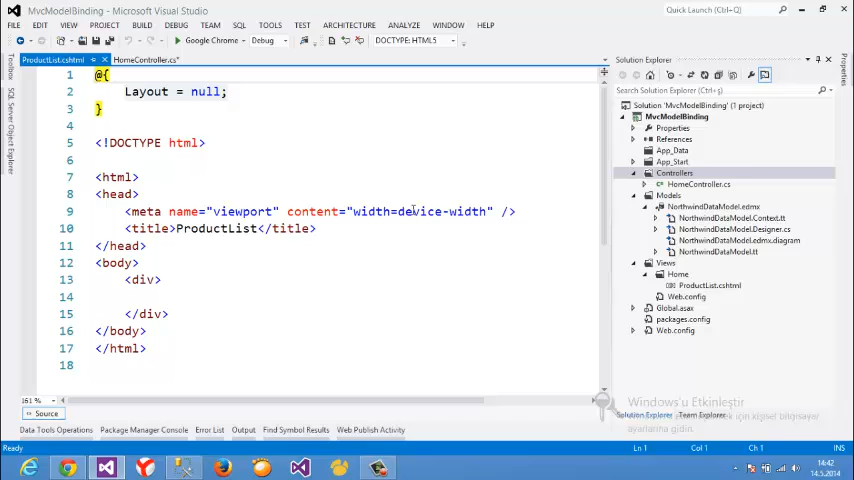 MvcModelBinding - Microsoft Visual Studio
Quick Launch (Ctrl+Q)
FILE EDIT VIEW PROJECT BUILD DEBUG TEAM SQL TOOLS TEST ARCHITECTURE ANALYZE WINDOW HELP
Google Chrome Debug DOCTYPE: HTML5
ProductList.cshtml HomeController.cs*
Toolbox
SQL Server Object Explorer
1 @{
2 Layout = null;
3 }
4
5 <!DOCTYPE html>
6
7 <html>
8 <head>
9 <meta name="viewport" content="width=device-width" />
10 <title>ProductList</title>
11 </head>
12 <body>
13 <div>
14
15 </div>
16 </body>
17 </html>
18
161 %
Source
Solution Explorer
Search Solution Explorer (Ctrl+ş)
Solution 'MvcModelBinding' (1 project)
MvcModelBinding
Properties
References
App_Data
App_Start
Controllers
HomeController.cs
Models
NorthwindDataModel.edmx
NorthwindDataModel.Context.tt
NorthwindDataModel.Designer.cs
NorthwindDataModel.edmx.diagram
NorthwindDataModel.tt
Views
Home
ProductList.cshtml
Web.config
Global.asax
packages.config
Web.config
Properties
Windows'u Etkinleştir
için kişisel bilgisayar
ayarlarına gidin.
Solution Explorer Team Explorer
Data Tools Operations Package Manager Console Error List Output Find Symbol Results Web Publish Activity
Ready Ln 1 Col 1 Ch 1 INS
14:42
14.5.2014